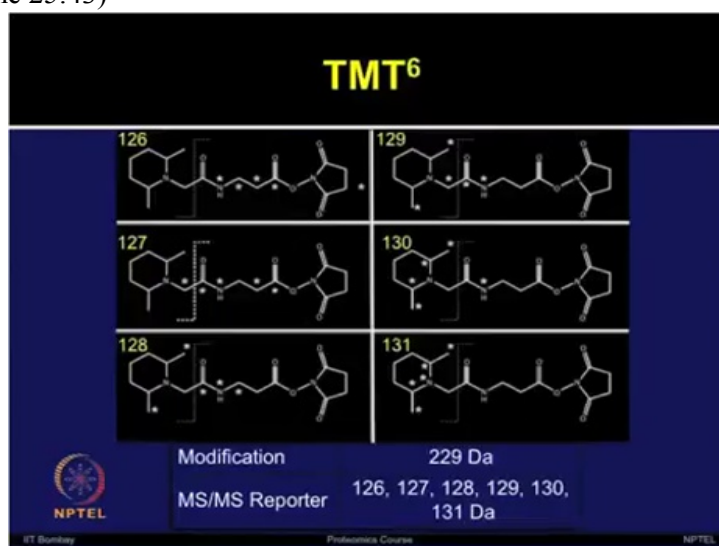 TMT⁶
126
129
127
130
128
131
Modification 229 Da
MS/MS Reporter 126, 127, 128, 129, 130,
131 Da
NPTEL
IIT Bombay Proteomics Course NPTEL